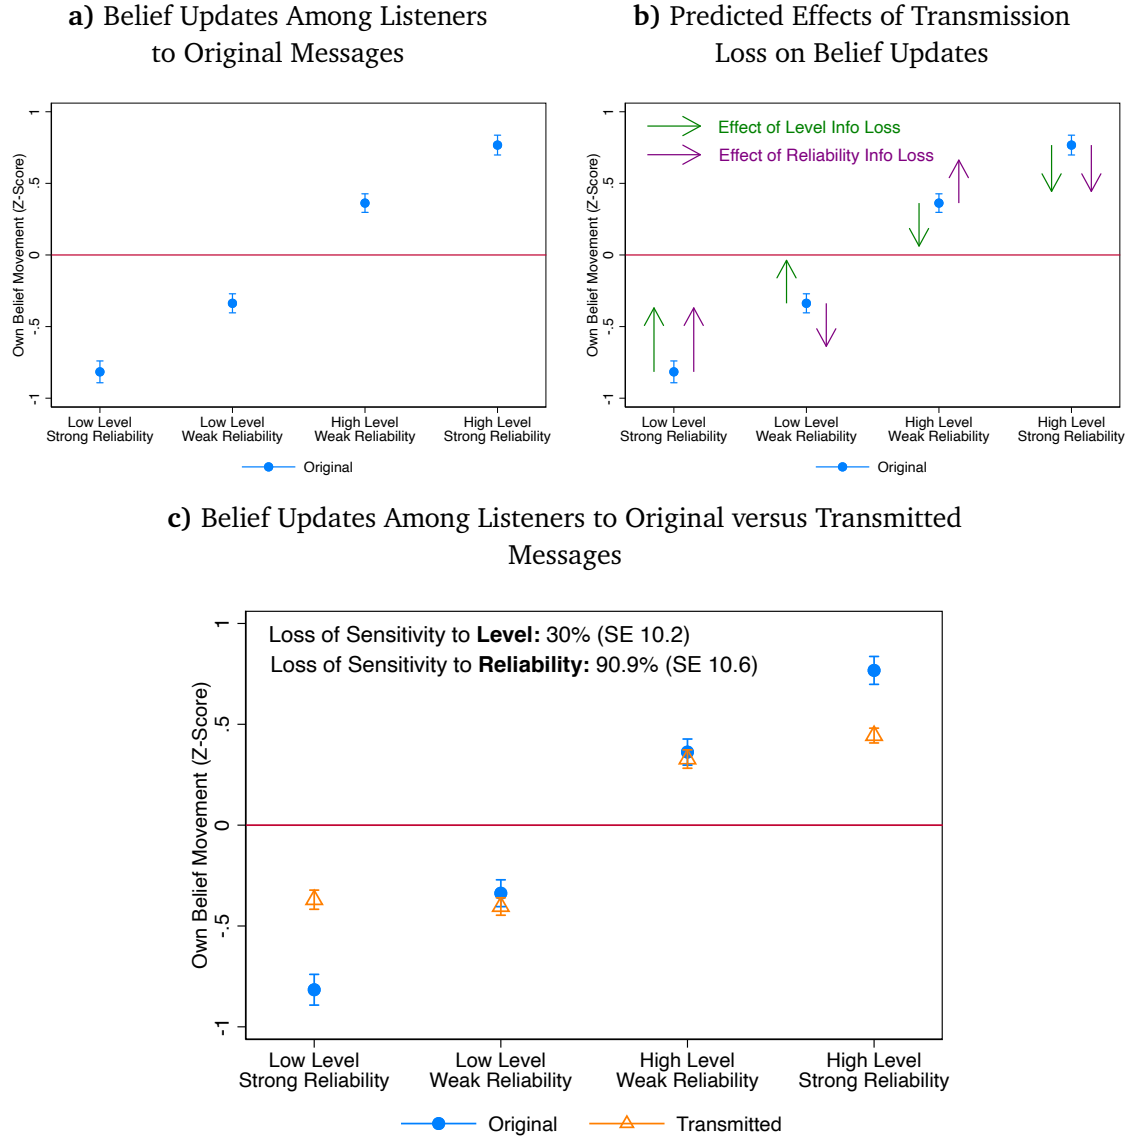 a) Belief Updates Among Listeners
to Original Messages
Own Belief Movement (Z-Score)
1
.5
0
-.5
-1
Low Level
Strong Reliability
Low Level
Weak Reliability
High Level
Weak Reliability
High Level
Strong Reliability
Original
b) Predicted Effects of Transmission
Loss on Belief Updates
Own Belief Movement (Z-Score)
1
.5
0
-.5
-1
Effect of Level Info Loss
Effect of Reliability Info Loss
Low Level
Strong Reliability
Low Level
Weak Reliability
High Level
Weak Reliability
High Level
Strong Reliability
Original
c) Belief Updates Among Listeners to Original versus Transmitted
Messages
Own Belief Movement (Z-Score)
1
.5
0
-.5
-1
Loss of Sensitivity to Level: 30% (SE 10.2)
Loss of Sensitivity to Reliability: 90.9% (SE 10.6)
Low Level
Strong Reliability
Low Level
Weak Reliability
High Level
Weak Reliability
High Level
Strong Reliability
Original
Transmitted